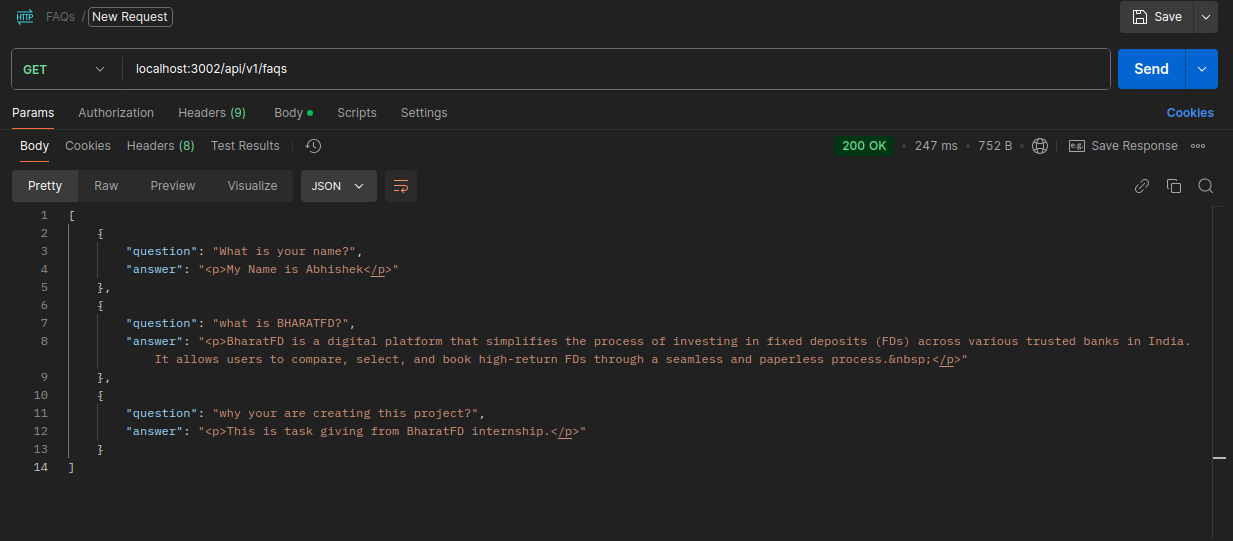 HTTP FAQs / New Request Save
GET localhost:3002/api/v1/faqs Send
Params Authorization Headers (9) Body Scripts Settings Cookies
Body Cookies Headers (8) Test Results 200 OK 247 ms 752 B e.g. Save Response
Pretty Raw Preview Visualize JSON
1 [
2 {
3 "question": "What is your name?",
4 "answer": "<p>My Name is Abhishek</p>"
5 },
6 {
7 "question": "what is BHARATFD?",
8 "answer": "<p>BharatFD is a digital platform that simplifies the process of investing in fixed deposits (FDs) across various trusted banks in India.
It allows users to compare, select, and book high-return FDs through a seamless and paperless process.&nbsp;</p>"
9 },
10 {
11 "question": "why your are creating this project?",
12 "answer": "<p>This is task giving from BharatFD internship.</p>"
13 }
14 ]